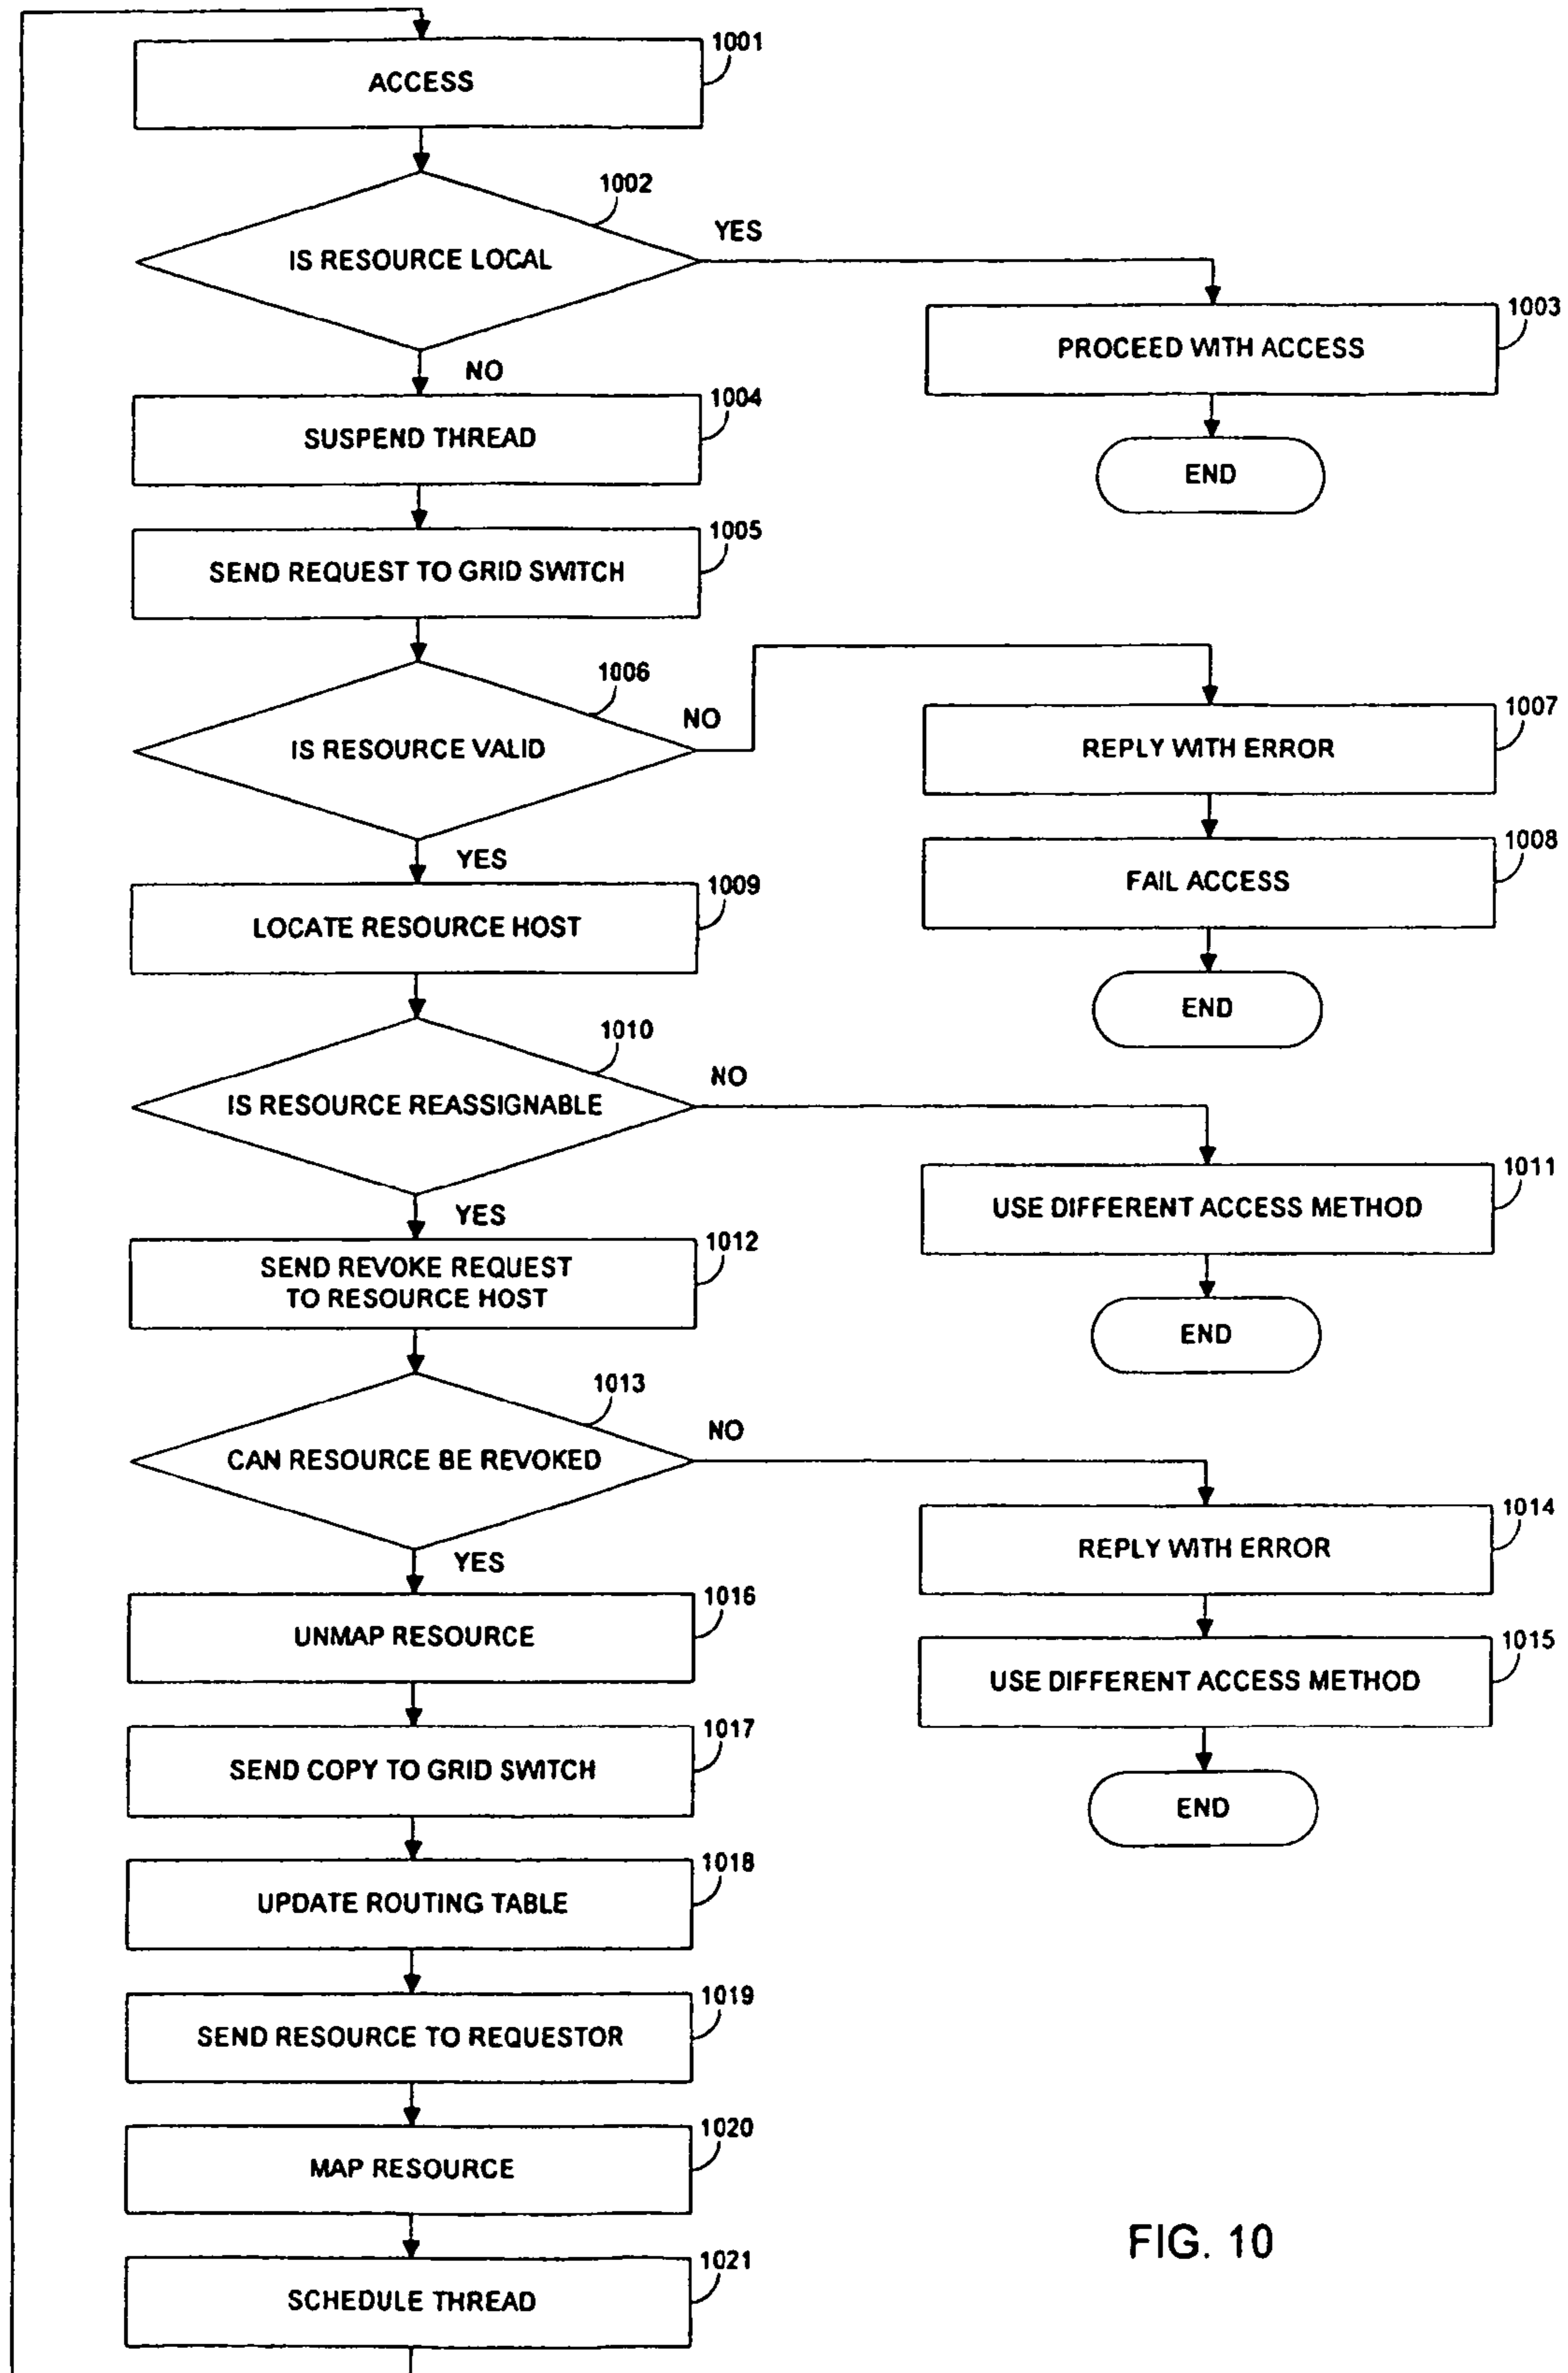 1001
ACCESS
1002
IS RESOURCE LOCAL
YES
1003
PROCEED WITH ACCESS
END
NO
1004
SUSPEND THREAD
1005
SEND REQUEST TO GRID SWITCH
1006
IS RESOURCE VALID
NO
1007
REPLY WITH ERROR
1008
FAIL ACCESS
END
YES
1009
LOCATE RESOURCE HOST
1010
IS RESOURCE REASSIGNABLE
NO
1011
USE DIFFERENT ACCESS METHOD
END
YES
1012
SEND REVOKE REQUEST
TO RESOURCE HOST
1013
CAN RESOURCE BE REVOKED
NO
1014
REPLY WITH ERROR
1015
USE DIFFERENT ACCESS METHOD
END
YES
1016
UNMAP RESOURCE
1017
SEND COPY TO GRID SWITCH
1018
UPDATE ROUTING TABLE
1019
SEND RESOURCE TO REQUESTOR
1020
MAP RESOURCE
1021
SCHEDULE THREAD
FIG. 10